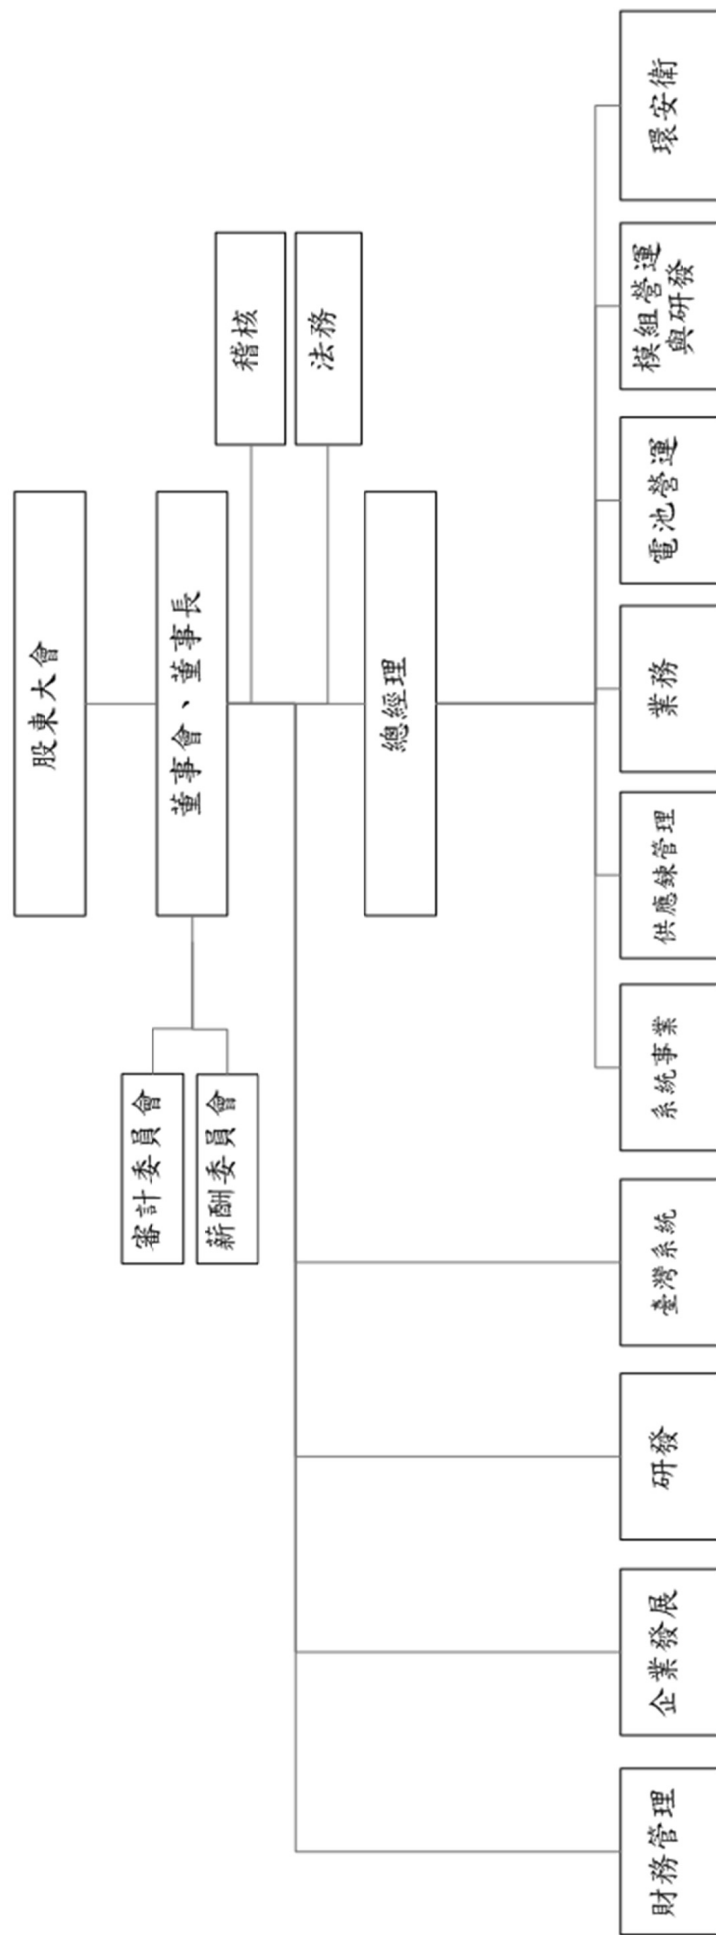 股東大會
董事會、董事長
審計委員會
薪酬委員會
稽核
法務
總經理
財務管理
企業發展
研發
臺灣系統
系統事業
供應鍊管理
業務
電池營運
模組營運
與研發
環安衛